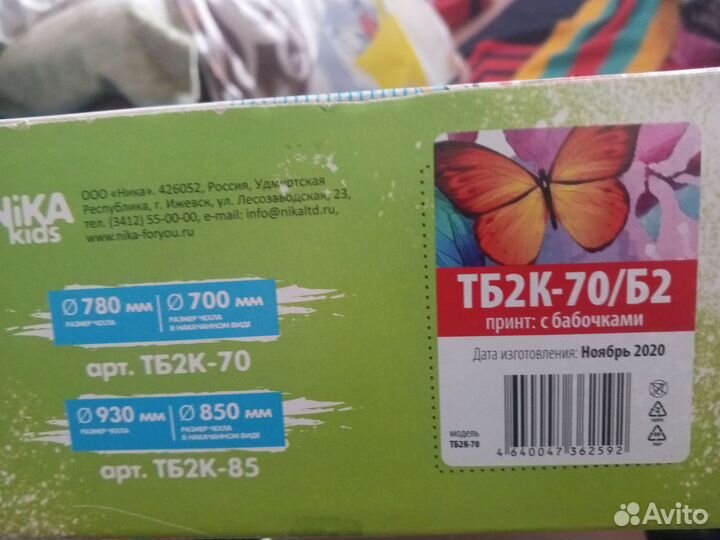 NiKA
kids
ООО «Ника». 426052, Россия, Удмуртская
Республика, г. Ижевск, ул. Лесозаводская, 23,
тел. (3412) 55-00-00, e-mail: info@nikaltd.ru,
www.nika-foryou.ru
Ø 780 мм Ø 700 мм
РАЗМЕР ЧЕХЛА РАЗМЕР ЧЕХЛА
В НАКАЧАННОМ ВИДЕ
арт. ТБ2К-70
Ø 930 мм Ø 850 мм
РАЗМЕР ЧЕХЛА РАЗМЕР ЧЕХЛА
В НАКАЧАННОМ ВИДЕ
арт. ТБ2К-85
ТБ2К-70/Б2
принт: с бабочками
Дата изготовления: Ноябрь 2020
модель
ТБ2К-70
4 640047 362592
Avito